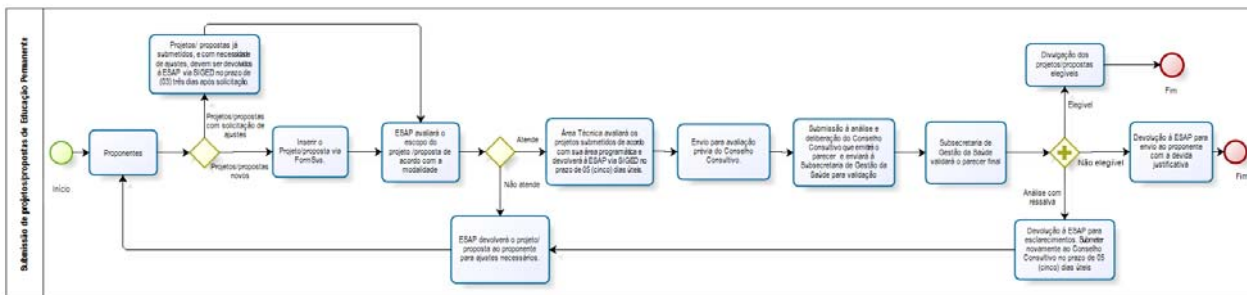 Submissão de projetos/propostas de Educação Permanente
Início
Proponentes
Projetos/ propostas já
submetidos, e com necessidade
de ajustes, devem ser devolvidos
à ESAP via SIGED no prazo de
(03) três dias após solicitação.
Projetos/propostas
com solicitação de
ajustes
Projetos/propostas
novos
Inserir o
Projeto/proposta via
FormSus.
ESAP avaliará o
escopo do
projeto /proposta de
acordo com a
modalidade
Atende
Não atende
ESAP devolverá o projeto/
proposta ao proponente
para ajustes necessários.
Área Técnica avaliará os
projetos submetidos de acordo
com sua área programática e
devolverá à ESAP via SIGED no
prazo de 05 (cinco) dias úteis.
Envio para avaliação
prévia do Conselho
Consultivo.
Submissão à análise e
deliberação do Conselho
Consultivo que emitirá o
parecer e enviará à
Subsecretaria de Gestão da
Saúde para validação
Subsecretaria de
Gestão da Saúde
validará o parecer final
Elegível
Divulgação dos
projetos/propostas
elegíveis
Fim
Não elegível
Devolução à ESAP para
envio ao proponente com
a devida
justificativa
Fim
Análise com
ressalva
Devolução à ESAP para
esclarecimentos. Submeter
novamente ao Conselho
Consultivo no prazo de 05
(cinco) dias úteis